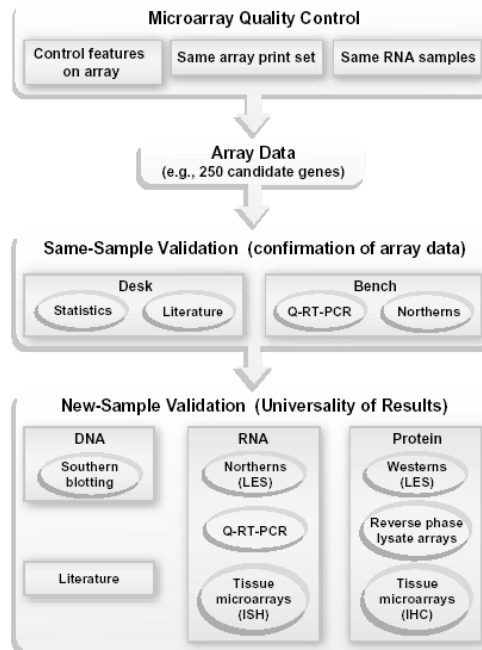 Microarray Quality Control
Control features
on array
Same array print set
Same RNA samples
Array Data
(e.g., 250 candidate genes)
Same-Sample Validation (confirmation of array data)
Desk
Statistics
Literature
Bench
Q-RT-PCR
Northerns
New-Sample Validation (Universality of Results)
DNA
Southern
blotting
Literature
RNA
Northerns
(LES)
Q-RT-PCR
Tissue
microarrays
(ISH)
Protein
Westerns
(LES)
Reverse phase
lysate arrays
Tissue
microarrays
(IHC)